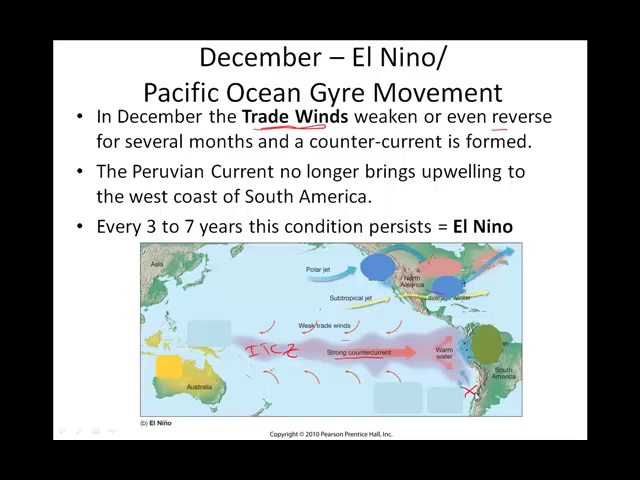 December – El Nino/
Pacific Ocean Gyre Movement
• In December the Trade Winds weaken or even reverse
for several months and a counter-current is formed.
• The Peruvian Current no longer brings upwelling to
the west coast of South America.
• Every 3 to 7 years this condition persists = El Nino
Asia
Polar jet
North
America
Subtropical jet
average winter
Weak trade winds
ITCZ
Strong countercurrent
Warm
water
South
America
Australia
(b) El Niño
Copyright © 2010 Pearson Prentice Hall, Inc.